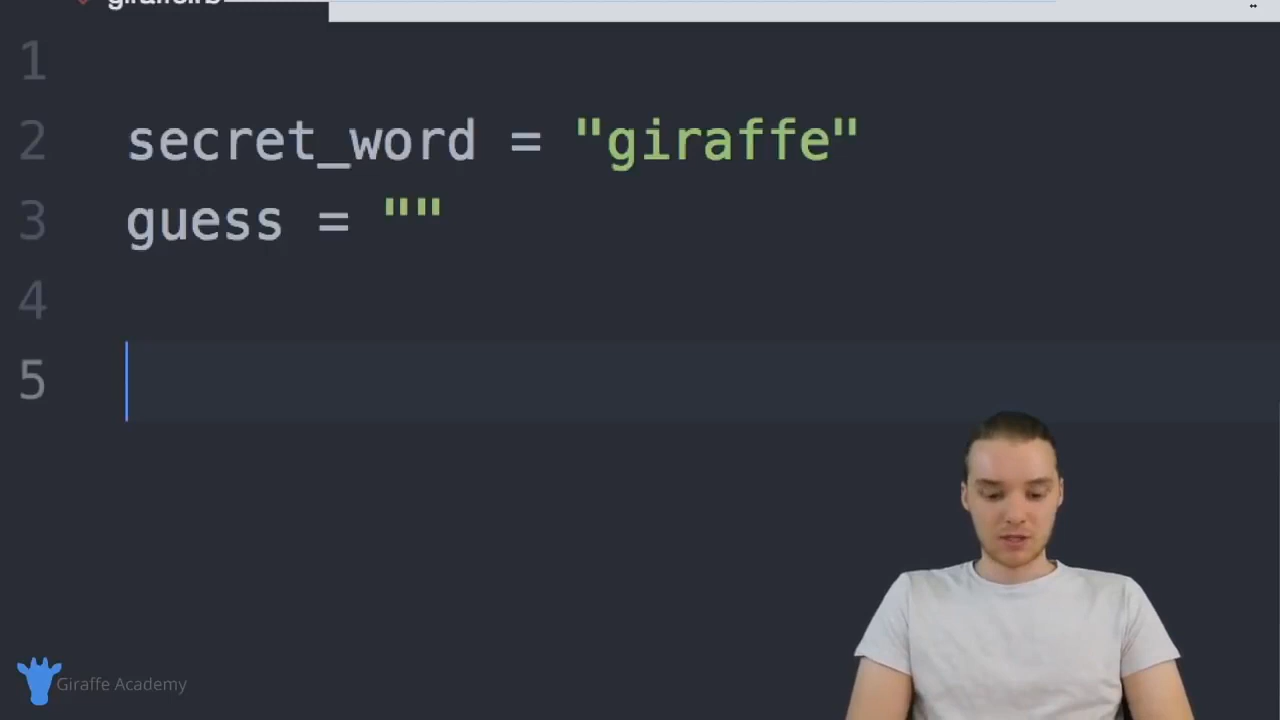 1
2 secret_word = "giraffe"
3 guess = ""
4
5
Giraffe Academy